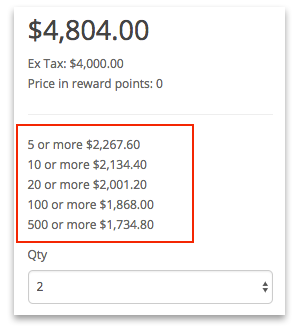 $4,804.00
Ex Tax: $4,000.00
Price in reward points: 0
5 or more $2,267.60
10 or more $2,134.40
20 or more $2,001.20
100 or more $1,868.00
500 or more $1,734.80
Qty
2